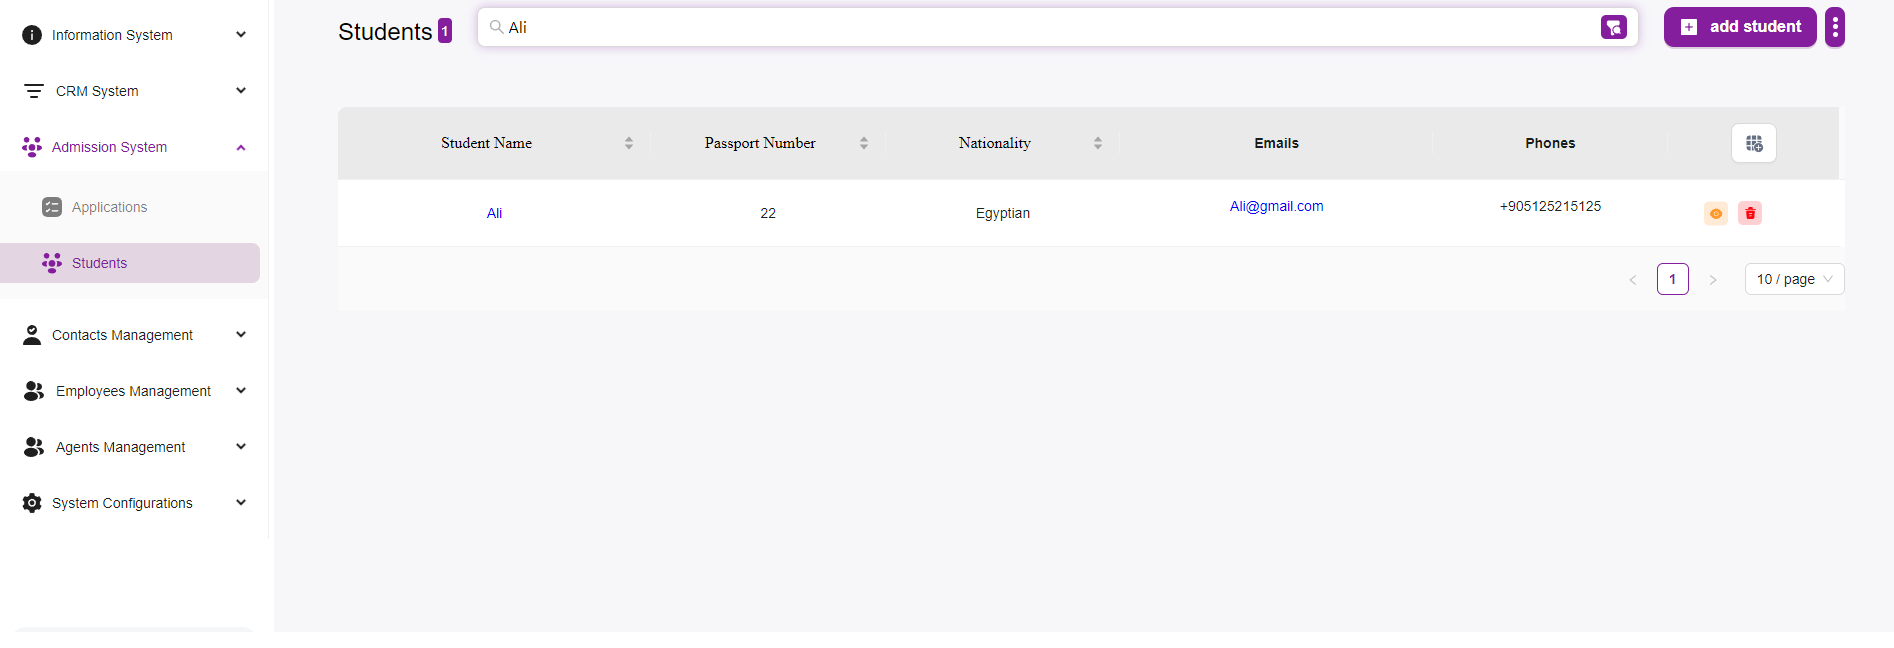 Information System
CRM System
Admission System
Applications
Students
Contacts Management
Employees Management
Agents Management
System Configurations
Students 1
Ali
add student
Student Name Passport Number Nationality Emails Phones
Ali 22 Egyptian Ali@gmail.com +905125215125
< 1 > 10 / page